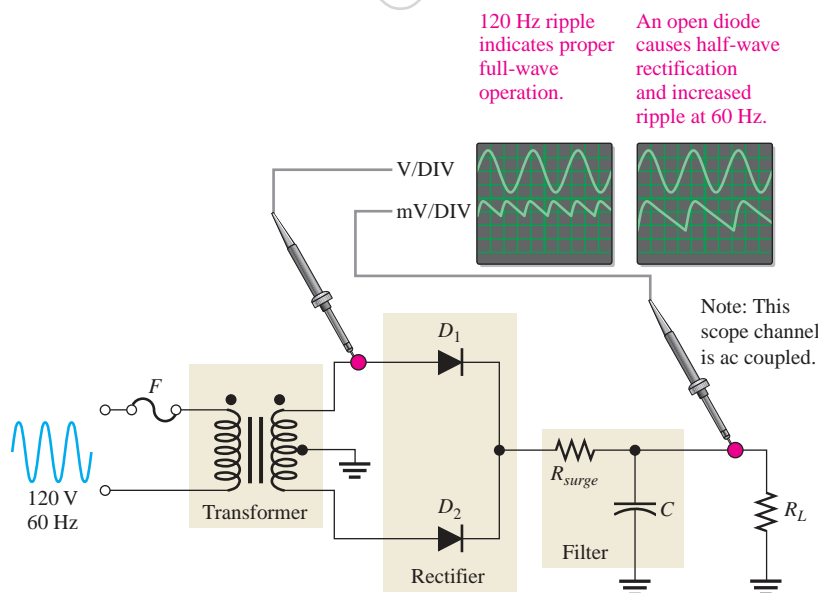 120 Hz ripple
indicates proper
full-wave
operation.
An open diode
causes half-wave
rectification
and increased
ripple at 60 Hz.
V/DIV
mV/DIV
Note: This
scope channel
is ac coupled.
D1
F
Rsurge
120 V
60 Hz
Transformer
D2
C
RL
Filter
Rectifier